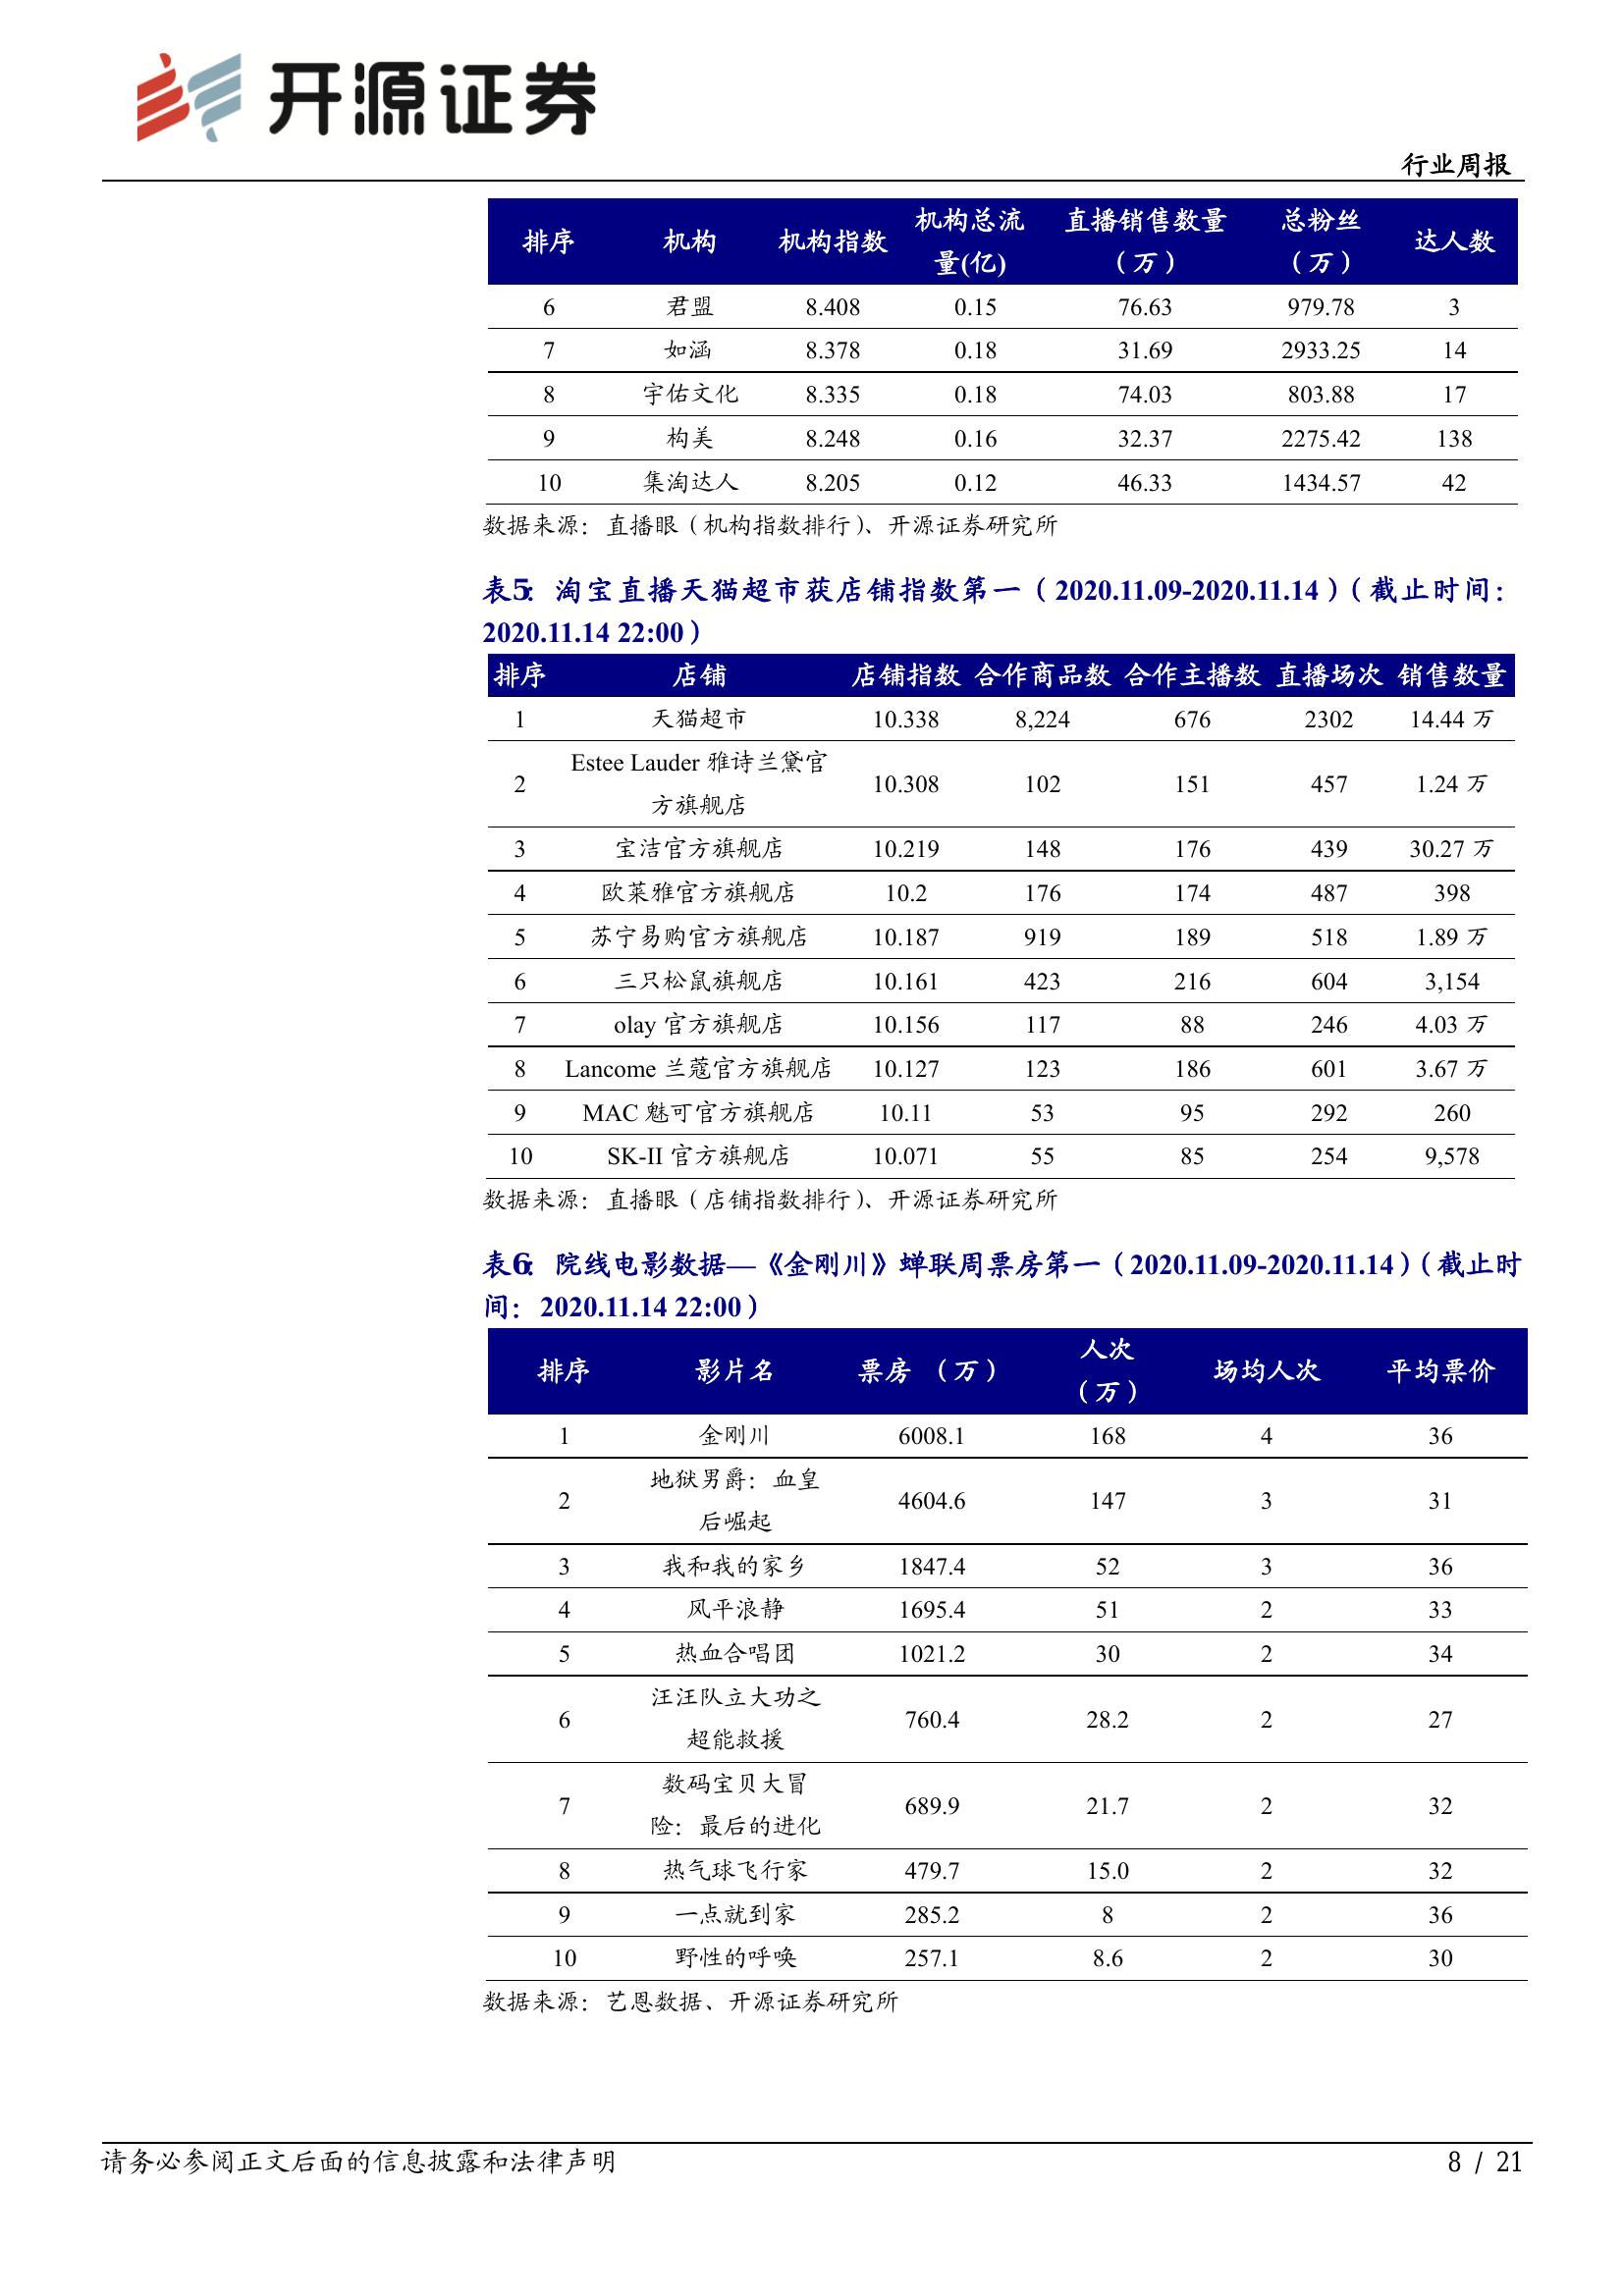 开源证券
行业周报
排序 机构 机构指数 机构总流量(亿) 直播销售数量（万） 总粉丝（万） 达人数
6 君盟 8.408 0.15 76.63 979.78 3
7 如涵 8.378 0.18 31.69 2933.25 14
8 宇佑文化 8.335 0.18 74.03 803.88 17
9 构美 8.248 0.16 32.37 2275.42 138
10 集淘达人 8.205 0.12 46.33 1434.57 42
数据来源：直播眼（机构指数排行）、开源证券研究所
表5：淘宝直播天猫超市获店铺指数第一（2020.11.09-2020.11.14）（截止时间：
2020.11.14 22:00）
排序 店铺 店铺指数 合作商品数 合作主播数 直播场次 销售数量
1 天猫超市 10.338 8,224 676 2302 14.44 万
2 Estee Lauder 雅诗兰黛官方旗舰店 10.308 102 151 457 1.24 万
3 宝洁官方旗舰店 10.219 148 176 439 30.27 万
4 欧莱雅官方旗舰店 10.2 176 174 487 398
5 苏宁易购官方旗舰店 10.187 919 189 518 1.89 万
6 三只松鼠旗舰店 10.161 423 216 604 3,154
7 olay 官方旗舰店 10.156 117 88 246 4.03 万
8 Lancome 兰蔻官方旗舰店 10.127 123 186 601 3.67 万
9 MAC 魅可官方旗舰店 10.11 53 95 292 260
10 SK-II 官方旗舰店 10.071 55 85 254 9,578
数据来源：直播眼（店铺指数排行）、开源证券研究所
表6：院线电影数据—《金刚川》蝉联周票房第一（2020.11.09-2020.11.14）（截止时
间：2020.11.14 22:00）
排序 影片名 票房 （万） 人次（万） 场均人次 平均票价
1 金刚川 6008.1 168 4 36
2 地狱男爵：血皇后崛起 4604.6 147 3 31
3 我和我的家乡 1847.4 52 3 36
4 风平浪静 1695.4 51 2 33
5 热血合唱团 1021.2 30 2 34
6 汪汪队立大功之超能救援 760.4 28.2 2 27
7 数码宝贝大冒险：最后的进化 689.9 21.7 2 32
8 热气球飞行家 479.7 15.0 2 32
9 一点就到家 285.2 8 2 36
10 野性的呼唤 257.1 8.6 2 30
数据来源：艺恩数据、开源证券研究所
请务必参阅正文后面的信息披露和法律声明
8 / 21